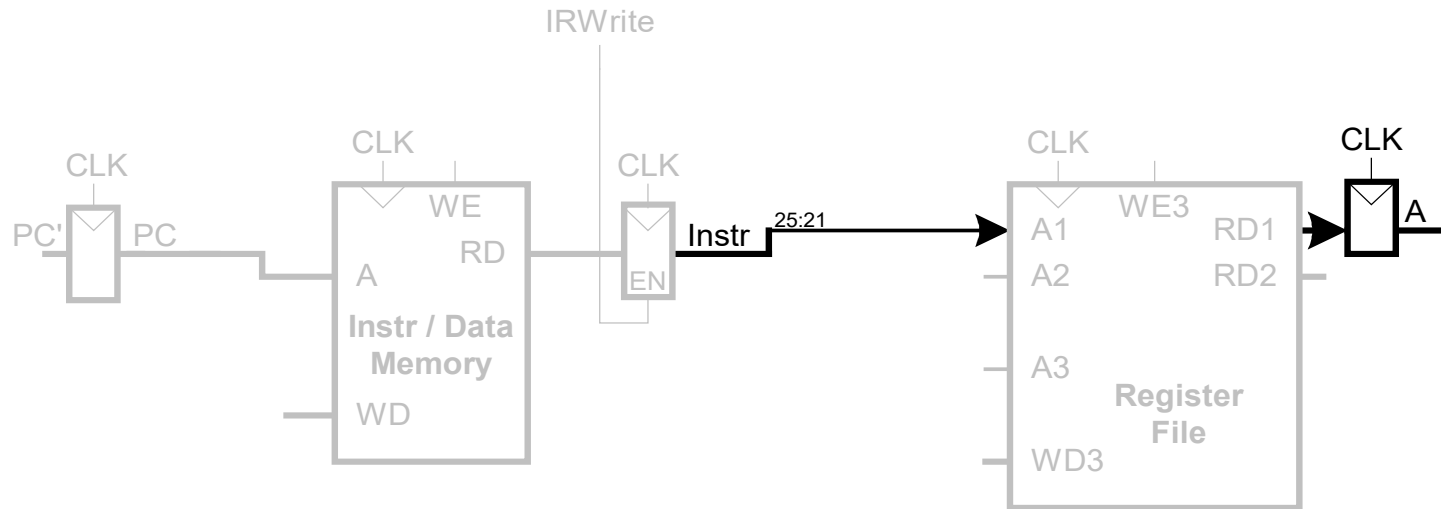 IRWrite
CLK
CLK
CLK
CLK
CLK
PC'
PC
WE
RD
A
EN
Instr / Data
Memory
WD
Instr
25:21
A1
WE3
RD1
A
A2
RD2
A3
Register
File
WD3